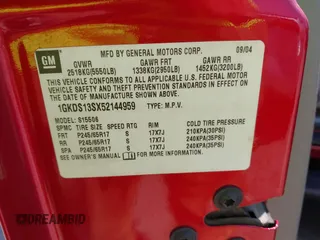 GM
MFD BY GENERAL MOTORS CORP. 09/04
GVWR GAWR FRT GAWR RR
2518KG(5550LB) 1338KG(2950LB) 1452KG(3200LB)
THIS VEHICLE CONFORMS TO ALL APPLICABLE U.S. FEDERAL MOTOR
VEHICLE SAFETY, BUMPER, AND THEFT PREVENTION STANDARDS IN
EFFECT ON THE DATE OF MANUFACTURE SHOWN ABOVE.
1GKDS13SX52144959 TYPE: M.P.V.
MODEL: S15506
SPMC TIRE SIZE SPEED RTG RIM COLD TIRE PRESSURE
FRT P245/65R17 S 17X7J 210KPA(30PSI)
RR P245/65R17 S 17X7J 240KPA(35PSI)
SPA P245/65R17 S 17X7J 240KPA(35PSI)
SEE OWNER'S MANUAL FOR MORE INFORMATION.
©DREAMBID